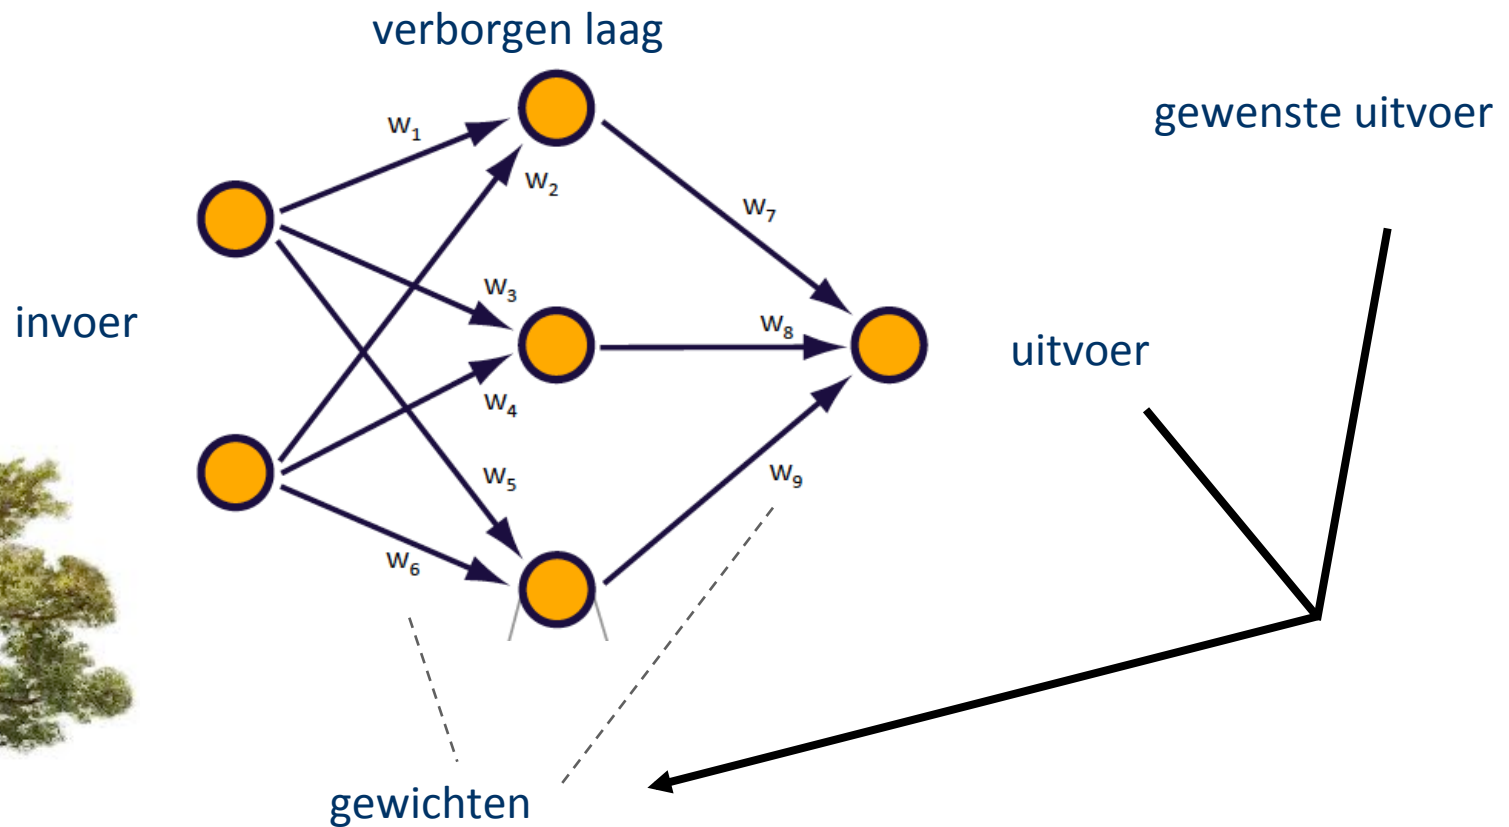 verborgen laag
gewenste uitvoer
w₁
w₂
w₇
w₃
invoer
w₈
uitvoer
w₄
w₅
w₉
w₆
gewichten